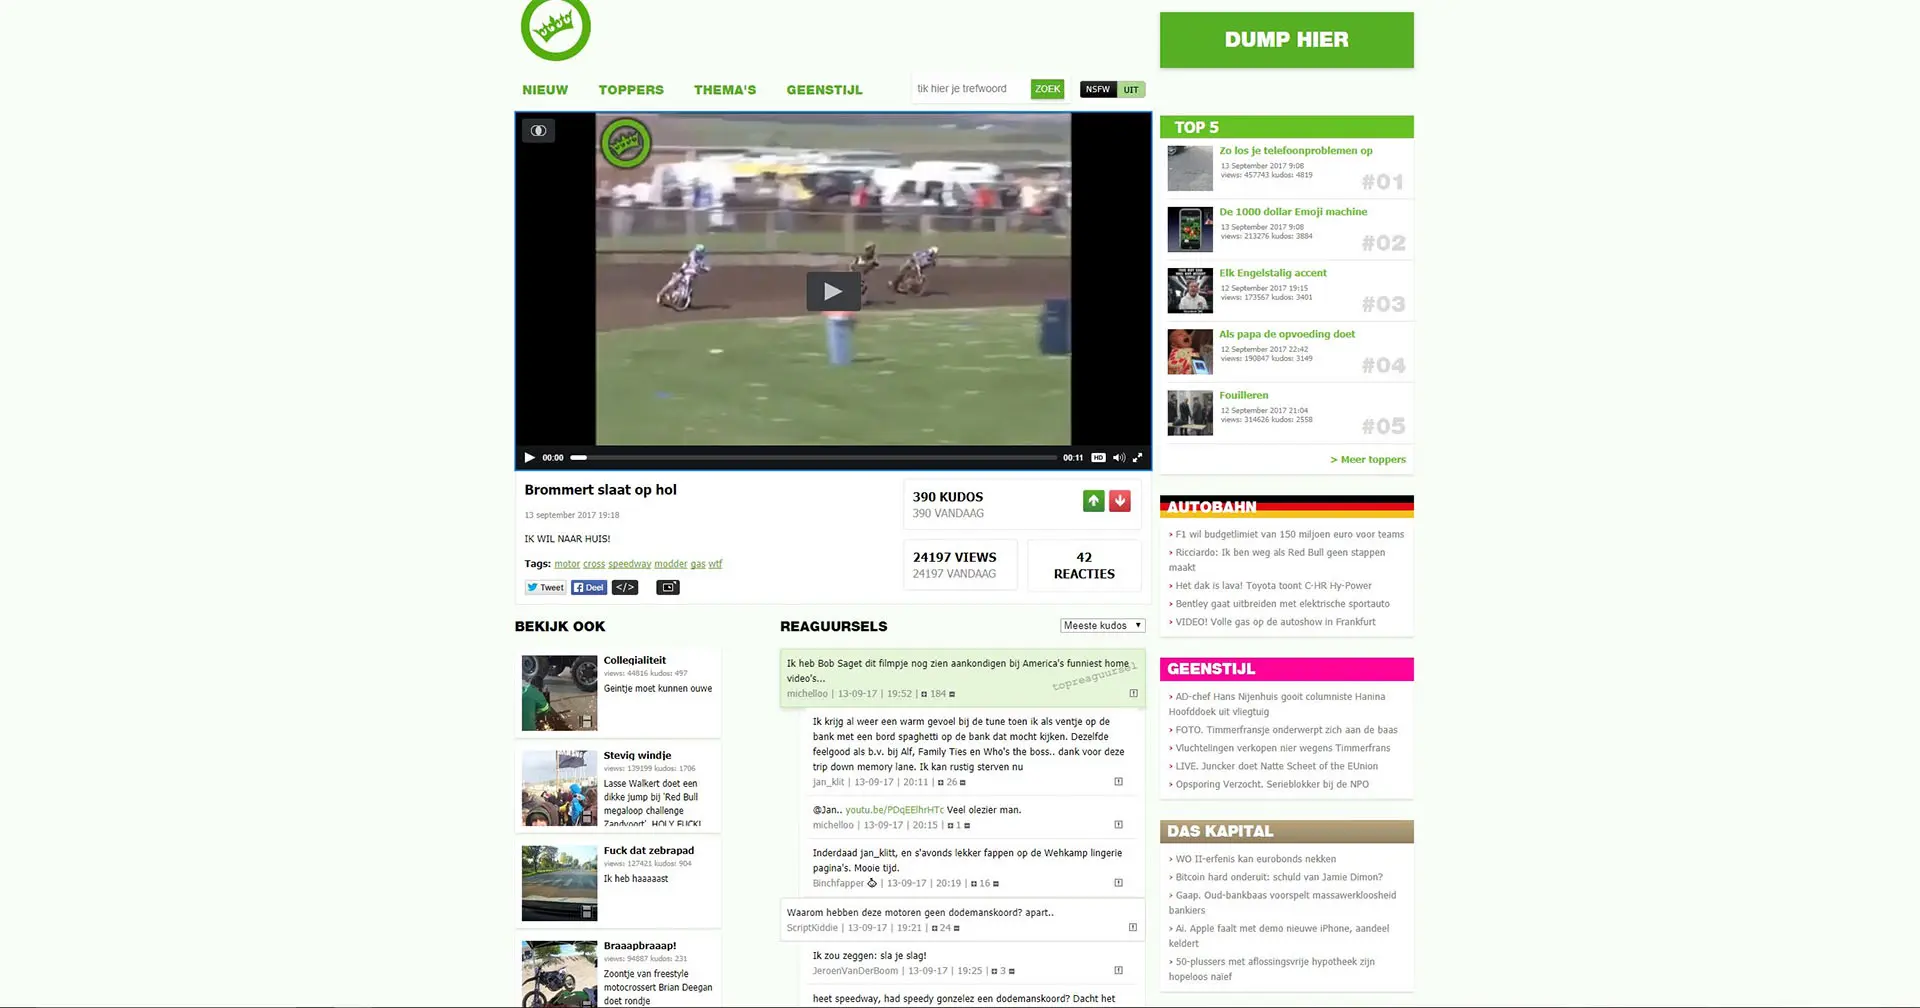 DUMP HIER
NIEUW TOPPERS THEMA'S GEENSTIJL
tik hier je trefwoord ZOEK NSFW UIT
00:00 00:11 HD
Brommert slaat op hol
13 september 2017 19:18
IK WIL NAAR HUIS!
Tags: motor cross speedway modder gas wtf
Tweet Deel </>
390 KUDOS
390 VANDAAG
24197 VIEWS
24197 VANDAAG
42
REACTIES
BEKIJK OOK
Collegialiteit
views: 44816 kudos: 497
Geintje moet kunnen ouwe
Stevig windje
views: 139199 kudos: 1706
Lasse Walkert doet een
dikke jump bij 'Red Bull
megaloop challenge
Zandvoort'. HOLY FUCK!
Fuck dat zebrapad
views: 127421 kudos: 904
Ik heb haaaast
Braaapbraaap!
views: 94887 kudos: 231
Zoontje van freestyle
motocrossert Brian Deegan
doet rondje
REAGUURSELS
Meeste kudos
Ik heb Bob Saget dit filmpje nog zien aankondigen bij America's funniest home
video's...
topreaguursel
michelloo | 13-09-17 | 19:52 | 184
Ik krijg al weer een warm gevoel bij de tune toen ik als ventje op de
bank met een bord spaghetti op de bank dat mocht kijken. Dezelfde
feelgood als b.v. bij Alf, Family Ties en Who's the boss.. dank voor deze
trip down memory lane. Ik kan rustig sterven nu
jan_klit | 13-09-17 | 20:11 | 26
@Jan.. youtu.be/PDqEElhrHTc Veel olezier man.
michelloo | 13-09-17 | 20:15 | 1
Inderdaad jan_klitt, en s'avonds lekker fappen op de Wehkamp lingerie
pagina's. Mooie tijd.
Binchfapper | 13-09-17 | 20:19 | 16
Waarom hebben deze motoren geen dodemanskoord? apart..
ScriptKiddie | 13-09-17 | 19:21 | 24
Ik zou zeggen: sla je slag!
JeroenVanDerBoom | 13-09-17 | 19:25 | 3
heet speedway, had speedy gonzelez een dodemanskoord? Dacht het
TOP 5
Zo los je telefoonproblemen op
13 September 2017 9:08
views: 457743 kudos: 4819
#01
De 1000 dollar Emoji machine
13 September 2017 9:08
views: 213276 kudos: 3884
#02
Elk Engelstalig accent
12 September 2017 19:15
views: 173567 kudos: 3401
#03
Als papa de opvoeding doet
12 September 2017 22:42
views: 190847 kudos: 3149
#04
Fouilleren
12 September 2017 21:04
views: 314626 kudos: 2558
#05
> Meer toppers
AUTOBAHN
› F1 wil budgetlimiet van 150 miljoen euro voor teams
› Ricciardo: Ik ben weg als Red Bull geen stappen
maakt
› Het dak is lava! Toyota toont C-HR Hy-Power
› Bentley gaat uitbreiden met elektrische sportauto
› VIDEO! Volle gas op de autoshow in Frankfurt
GEENSTIJL
› AD-chef Hans Nijenhuis gooit columniste Hanina
Hoofddoek uit vliegtuig
› FOTO. Timmerfransje onderwerpt zich aan de baas
› Vluchtelingen verkopen nier wegens Timmerfrans
› LIVE. Juncker doet Natte Scheet of the EUnion
› Opsporing Verzocht. Serieblokker bij de NPO
DAS KAPITAL
› WO II-erfenis kan eurobonds nekken
› Bitcoin hard onderuit: schuld van Jamie Dimon?
› Gaap. Oud-bankbaas voorspelt massawerkloosheid
bankiers
› Ai. Apple faalt met demo nieuwe iPhone, aandeel
keldert
› 50-plussers met aflossingsvrije hypotheek zijn
hopeloos naïef